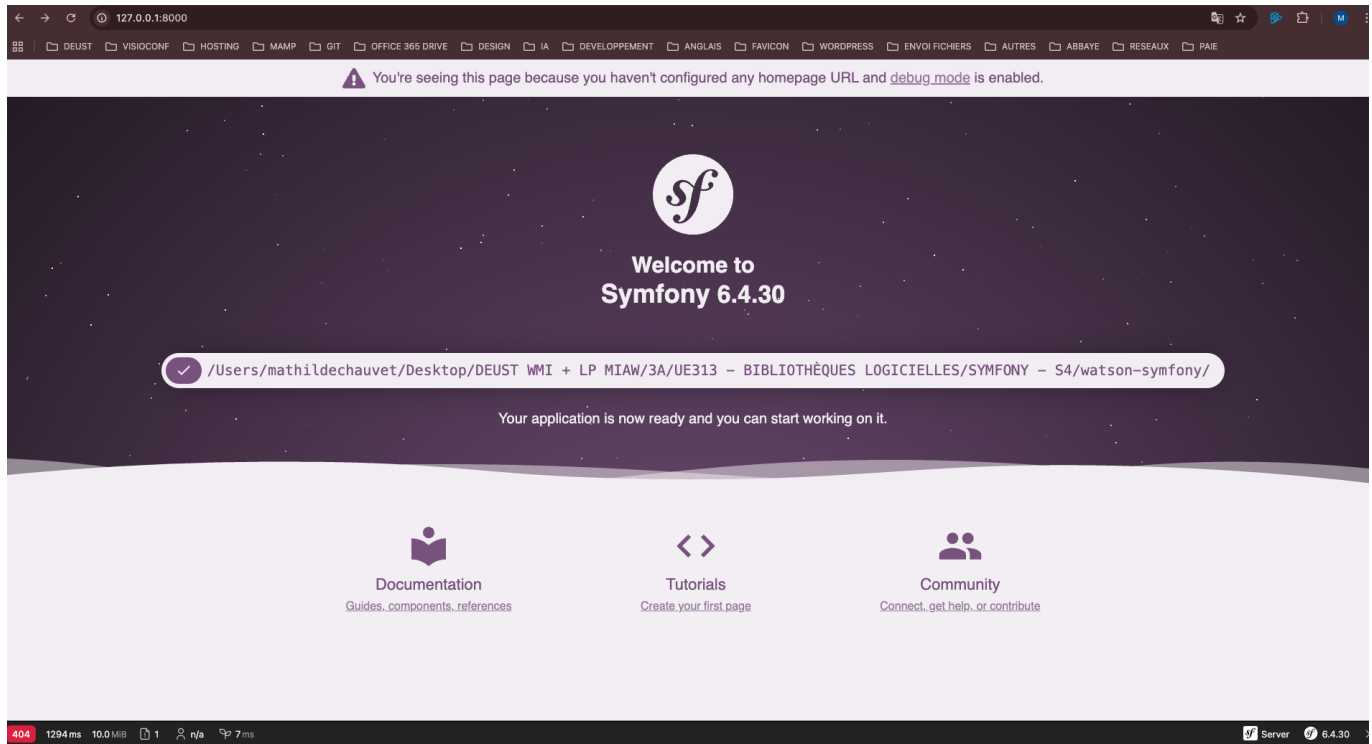 127.0.0.1:8000
M
DEUST VISIOCONF HOSTING MAMP GIT OFFICE 365 DRIVE DESIGN IA DEVELOPPEMENT ANGLAIS FAVICON WORDPRESS ENVOI FICHIERS AUTRES ABBAYE RESEAUX PAIE
You're seeing this page because you haven't configured any homepage URL and debug mode is enabled.
sf
Welcome to
Symfony 6.4.30
/Users/mathildechauvet/Desktop/DEUST WMI + LP MIAW/3A/UE313 – BIBLIOTHÈQUES LOGICIELLES/SYMFONY – S4/watson-symfony/
Your application is now ready and you can start working on it.
Documentation
Guides, components, references
Tutorials
Create your first page
Community
Connect, get help, or contribute
404 1294 ms 10.0 MiB 1 n/a 7 ms sf Server sf 6.4.30